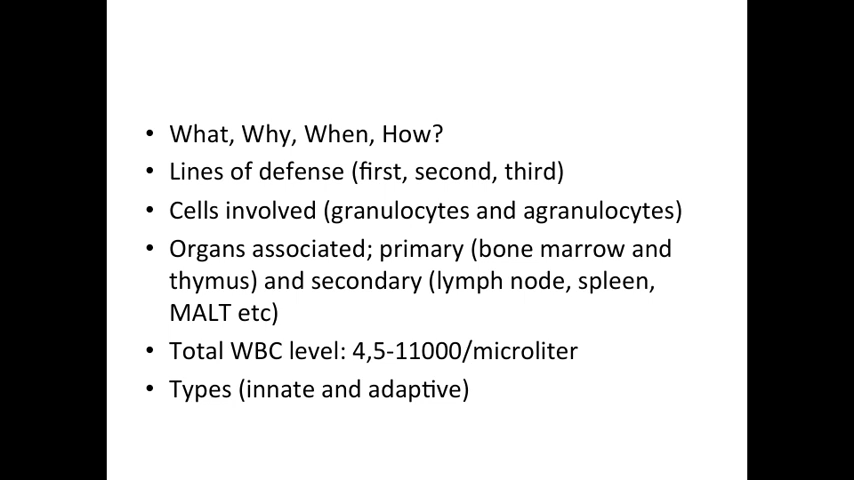 • What, Why, When, How?
• Lines of defense (first, second, third)
• Cells involved (granulocytes and agranulocytes)
• Organs associated; primary (bone marrow and
thymus) and secondary (lymph node, spleen,
MALT etc)
• Total WBC level: 4,5-11000/microliter
• Types (innate and adaptive)